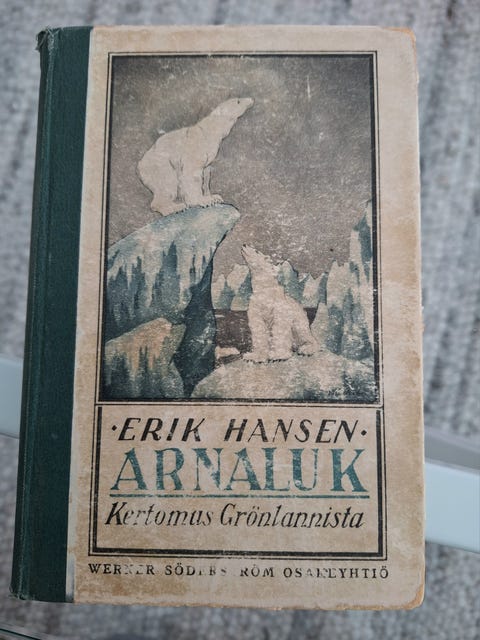 ·ERIK HANSEN·
ARNALUK
Kertomus Grönlannista
WERNER SÖDERSTRÖM OSAKEYHTIÖ